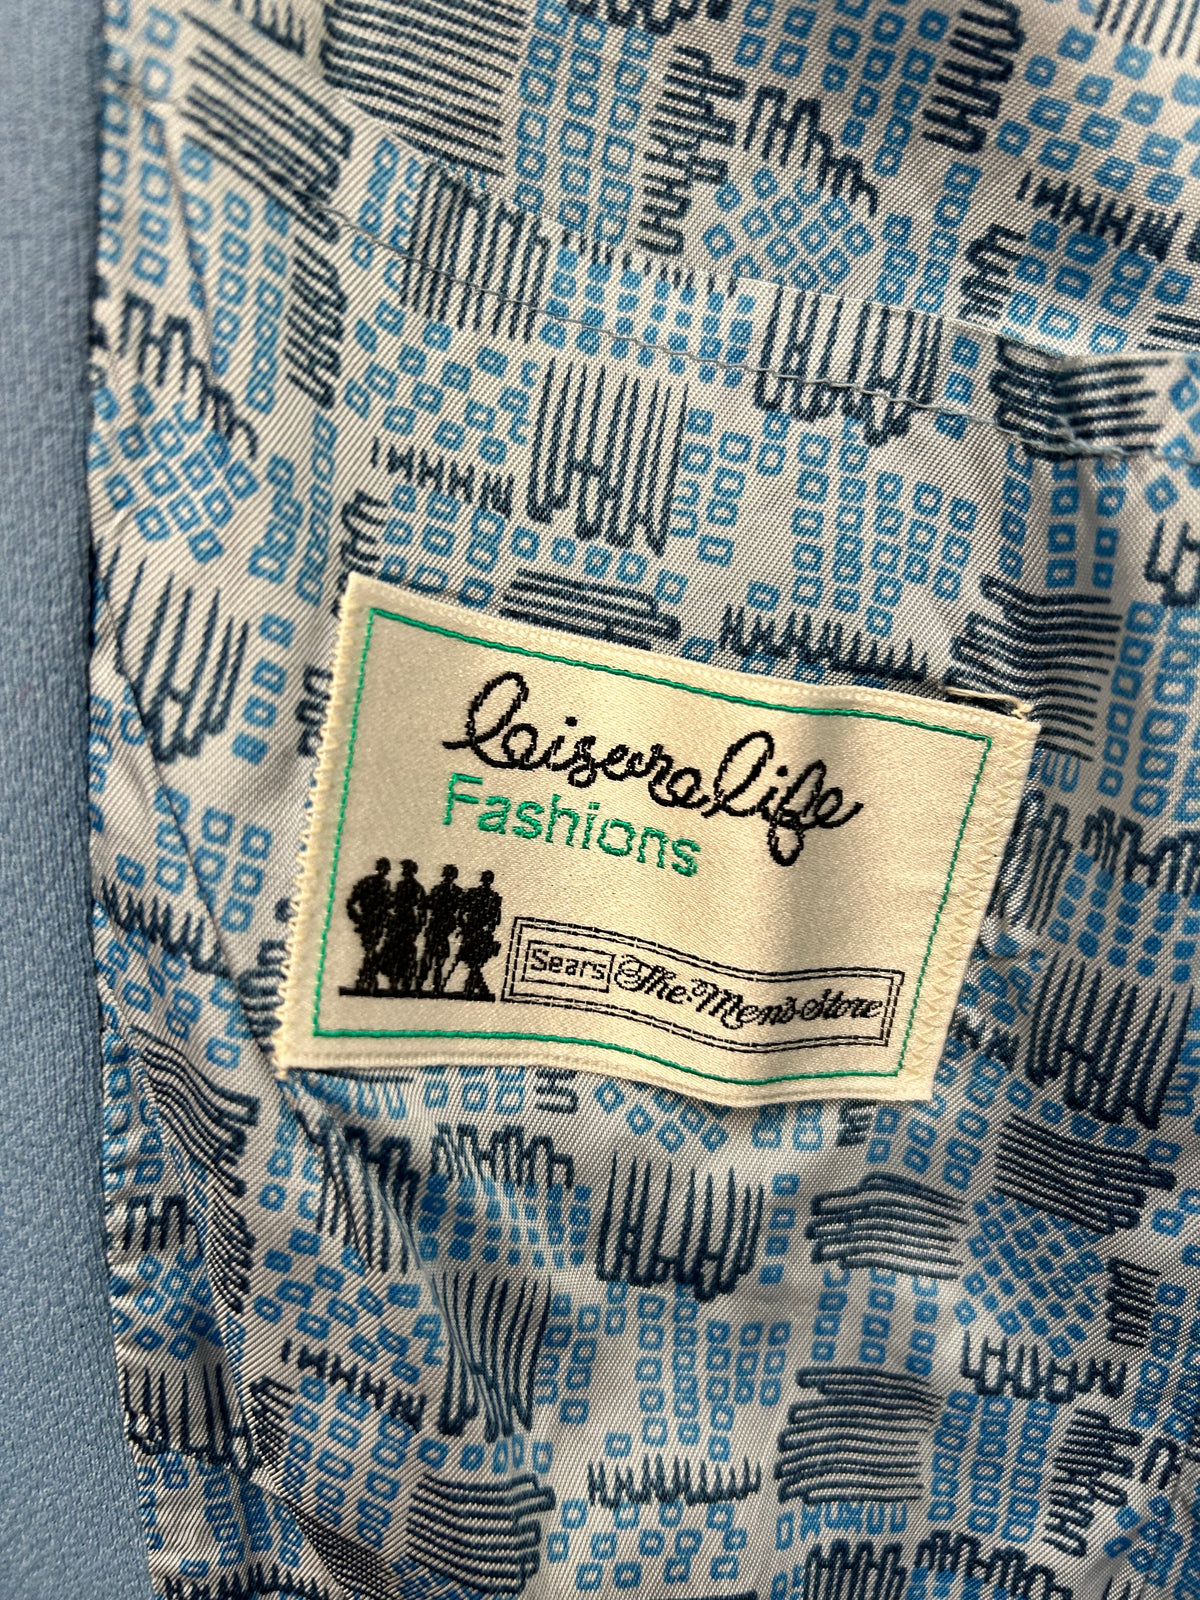 Leisure life
Fashions
Sears The Men's Store